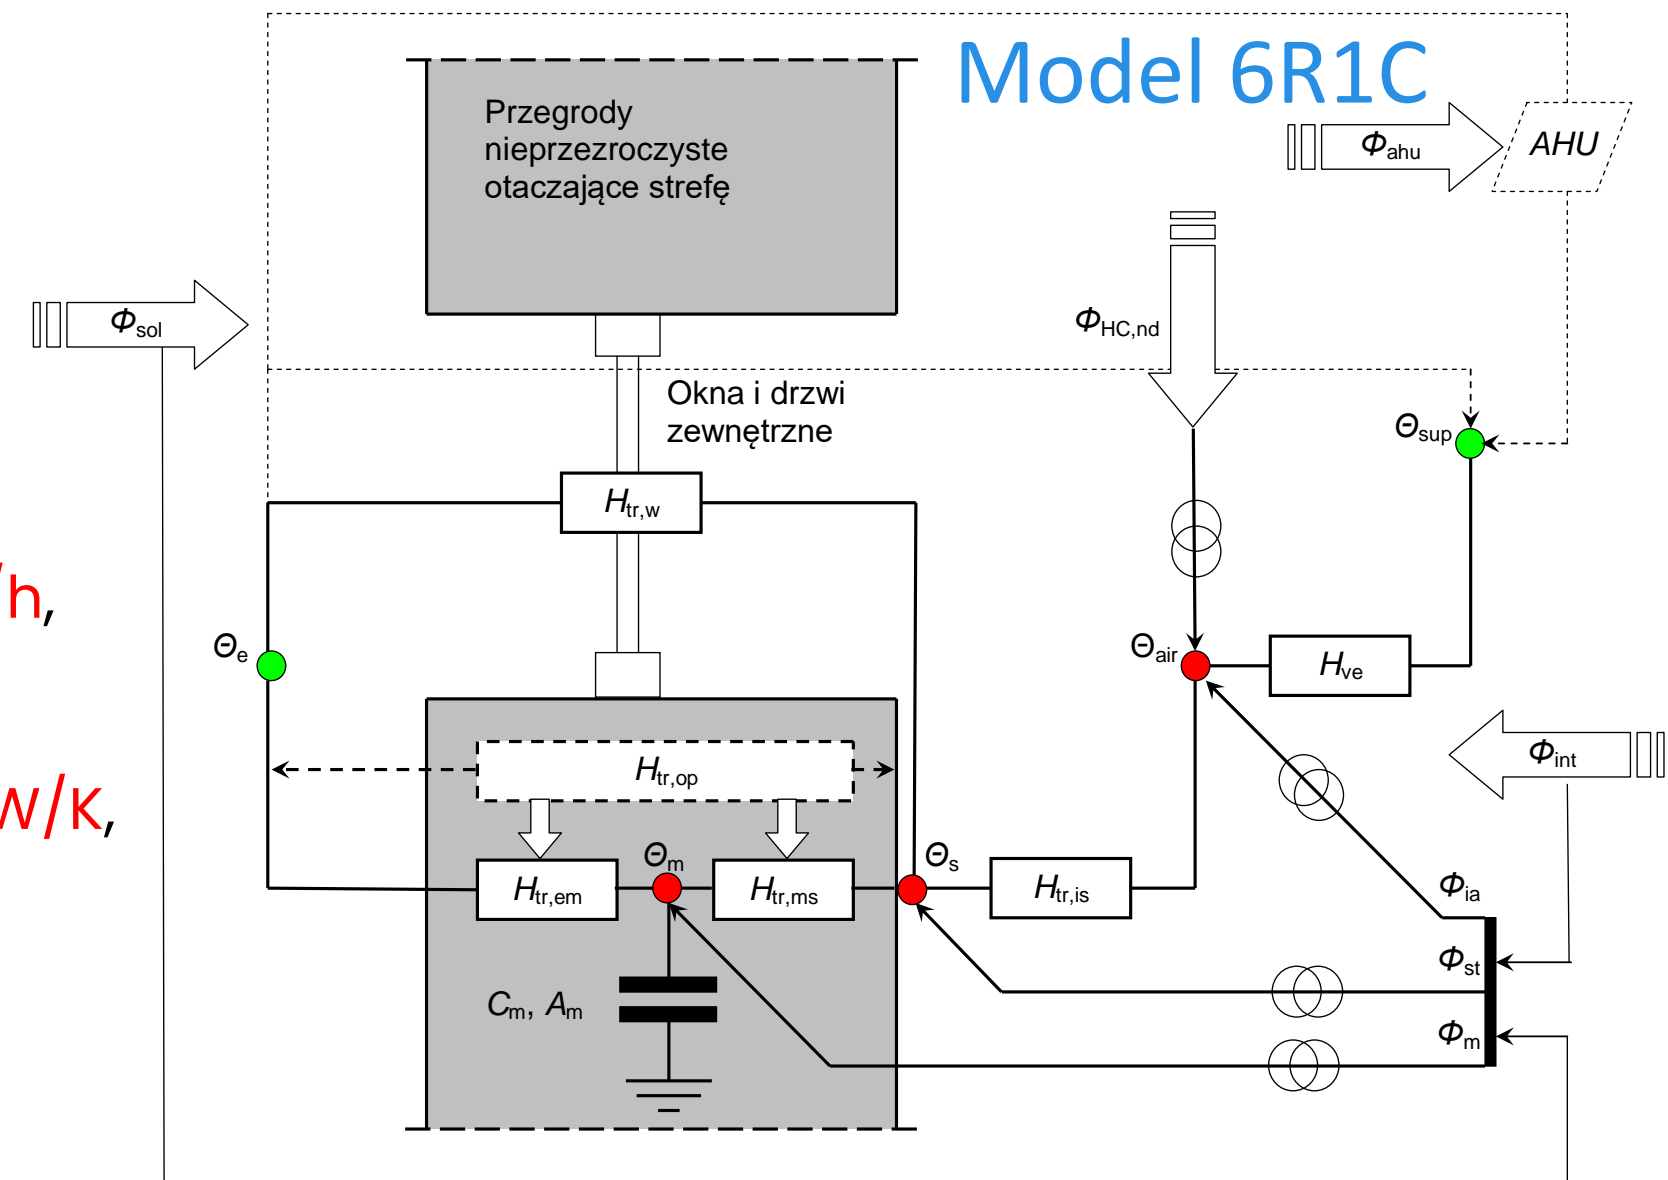 Model 6R1C
Przegrody
nieprzezroczyste
otaczające strefę
Φahu
AHU
Φsol
ΦHC,nd
Okna i drzwi
zewnętrzne
Θsup
Htr,w
/h,
Θe
Θair
Hve
Φint
Htr,op
W/K,
Θm
Θs
Htr,em
Htr,ms
Htr,is
Φia
Φst
Cm, Am
Φm